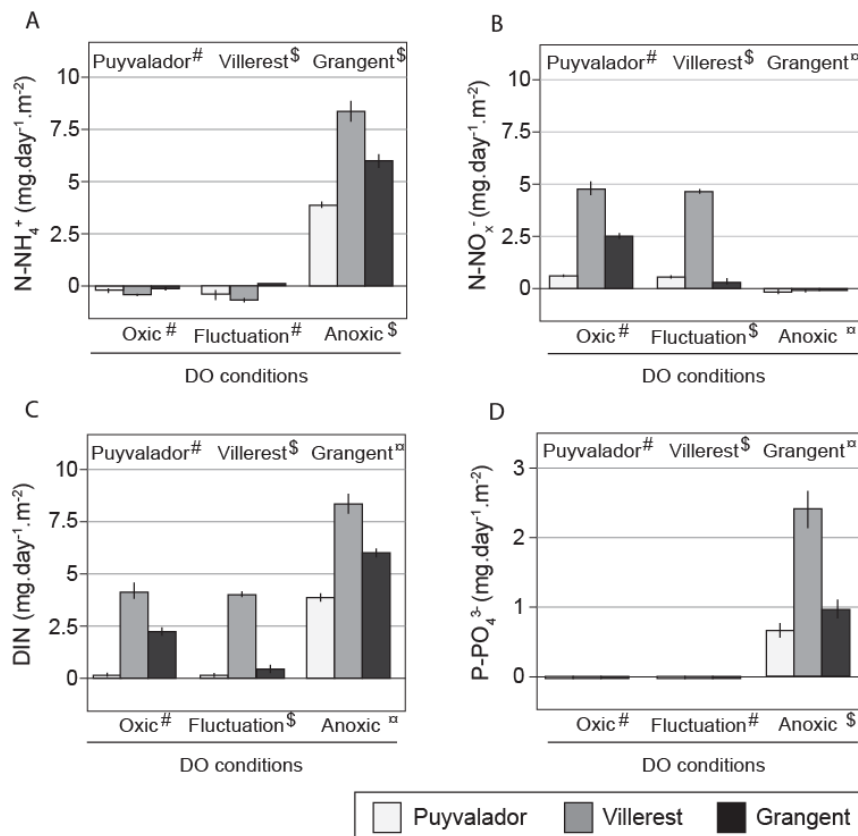 A
Puyvalador# Villerest$ Grangent$
N-NH4+ (mg.day-1.m-2)
10
7.5
5
2.5
0
Oxic # Fluctuation # Anoxic $
DO conditions
B
Puyvalador# Villerest$ Grangent¤
N-NOx- (mg.day-1.m-2)
10
7.5
5
2.5
0
Oxic # Fluctuation $ Anoxic ¤
DO conditions
C
Puyvalador# Villerest$ Grangent¤
DIN (mg.day-1.m-2)
10
7.5
5
2.5
0
Oxic # Fluctuation $ Anoxic ¤
DO conditions
D
Puyvalador# Villerest$ Grangent¤
P-PO43- (mg.day-1.m-2)
3
2
1
0
Oxic # Fluctuation # Anoxic $
DO conditions
Puyvalador Villerest Grangent